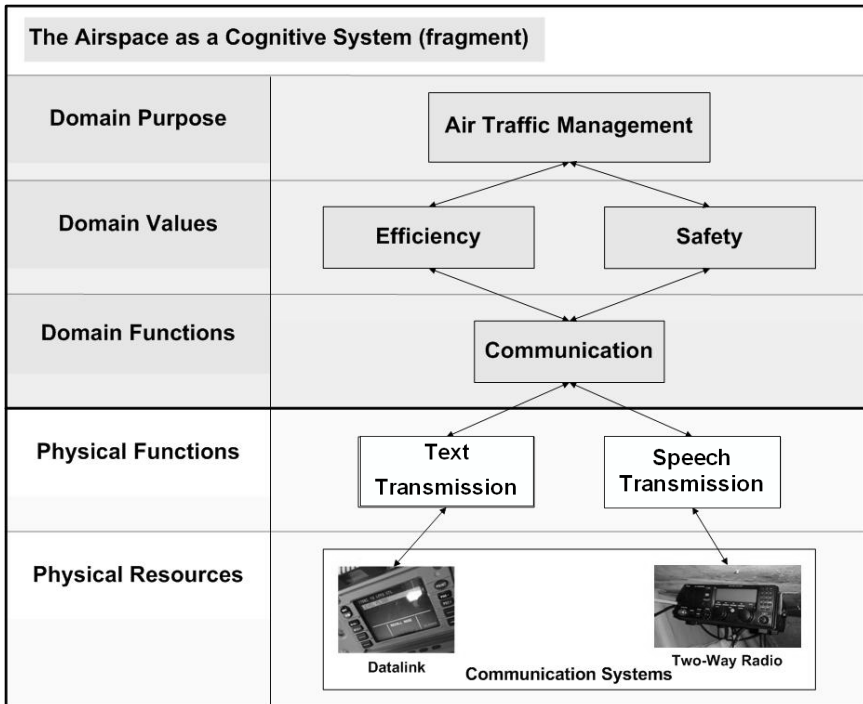 The Airspace as a Cognitive System (fragment)
Domain Purpose
Air Traffic Management
Domain Values
Efficiency
Safety
Domain Functions
Communication
Physical Functions
Text
Transmission
Speech
Transmission
Physical Resources
Datalink
Two-Way Radio
Communication Systems